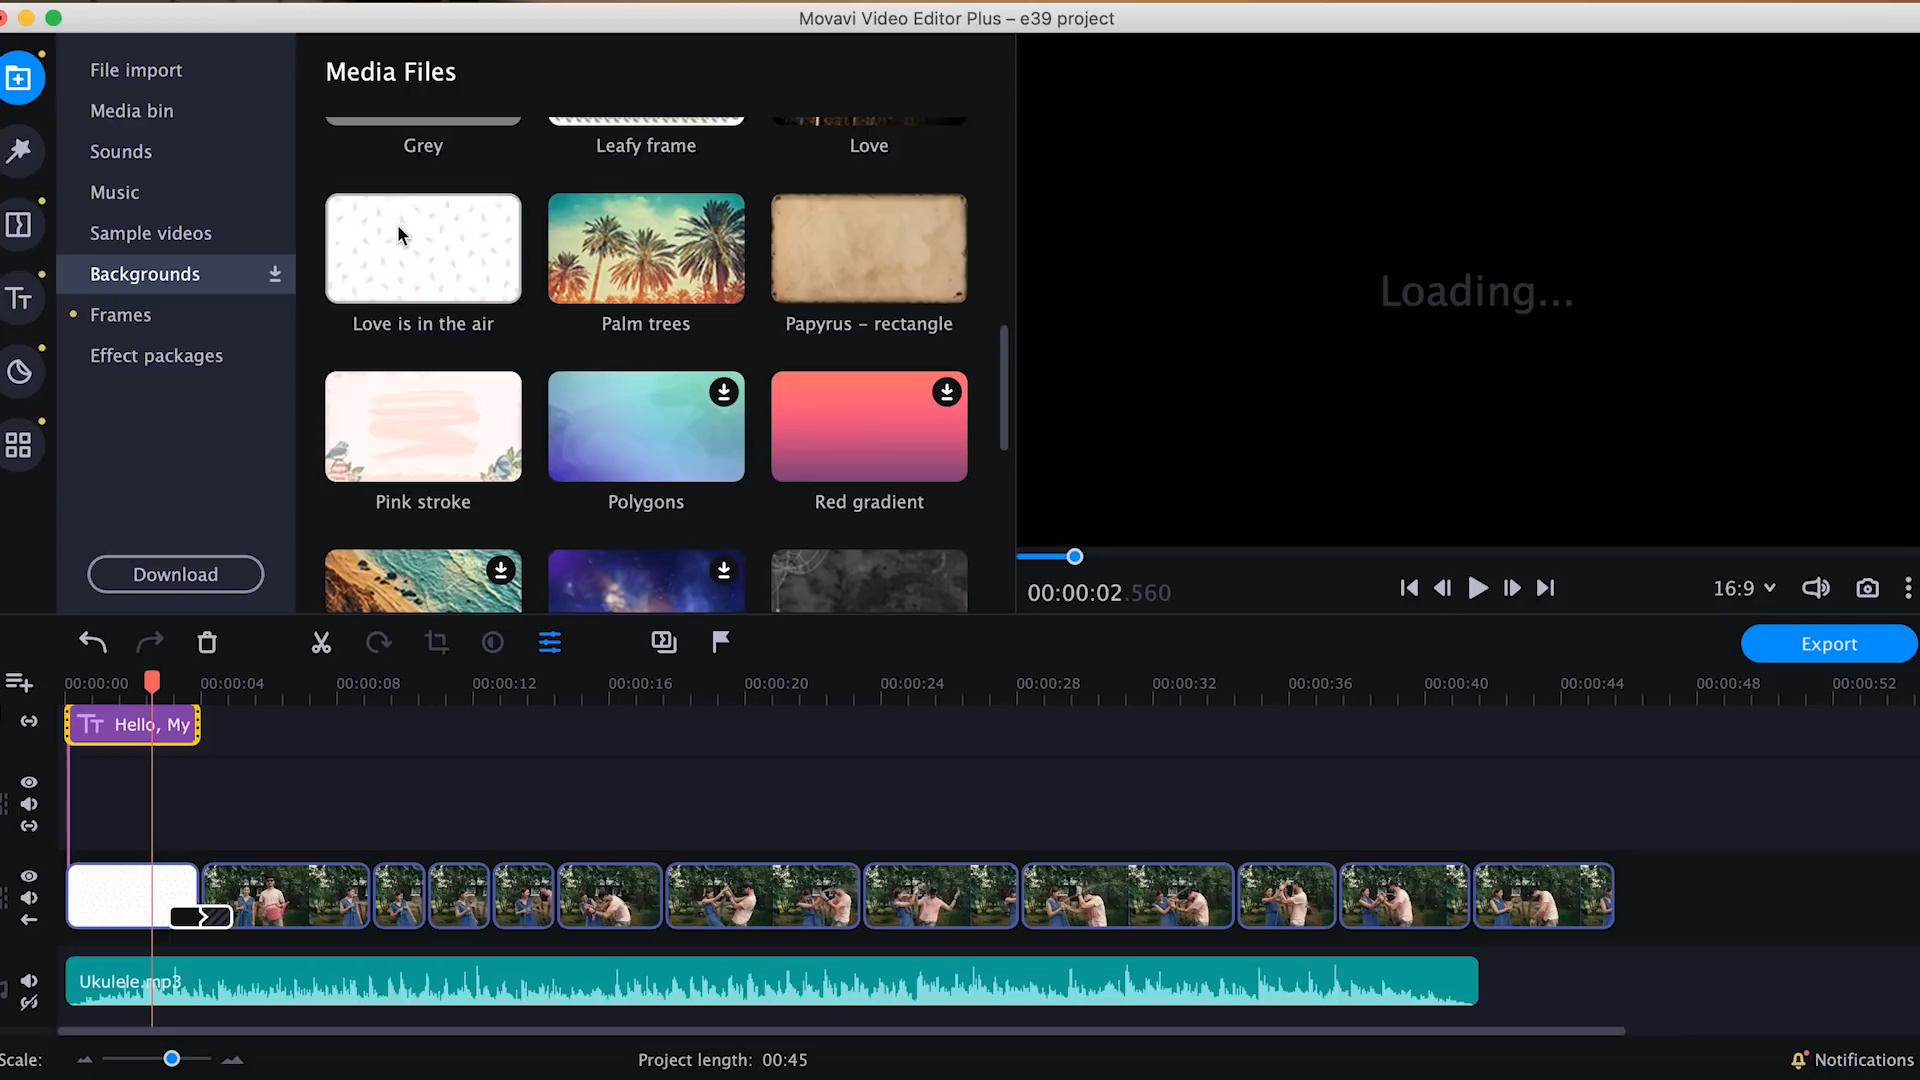 Movavi Video Editor Plus – e39 project
File import
Media bin
Sounds
Music
Sample videos
Backgrounds
Frames
Effect packages
Download
Media Files
Grey
Leafy frame
Love
Love is in the air
Palm trees
Papyrus – rectangle
Pink stroke
Polygons
Red gradient
Loading...
00:00:02.560
16:9
Export
00:00:00
00:00:04
00:00:08
00:00:12
00:00:16
00:00:20
00:00:24
00:00:28
00:00:32
00:00:36
00:00:40
00:00:44
00:00:48
00:00:52
Tт Hello, My
Ukulele.mp3
Scale:
Project length: 00:45
Notifications